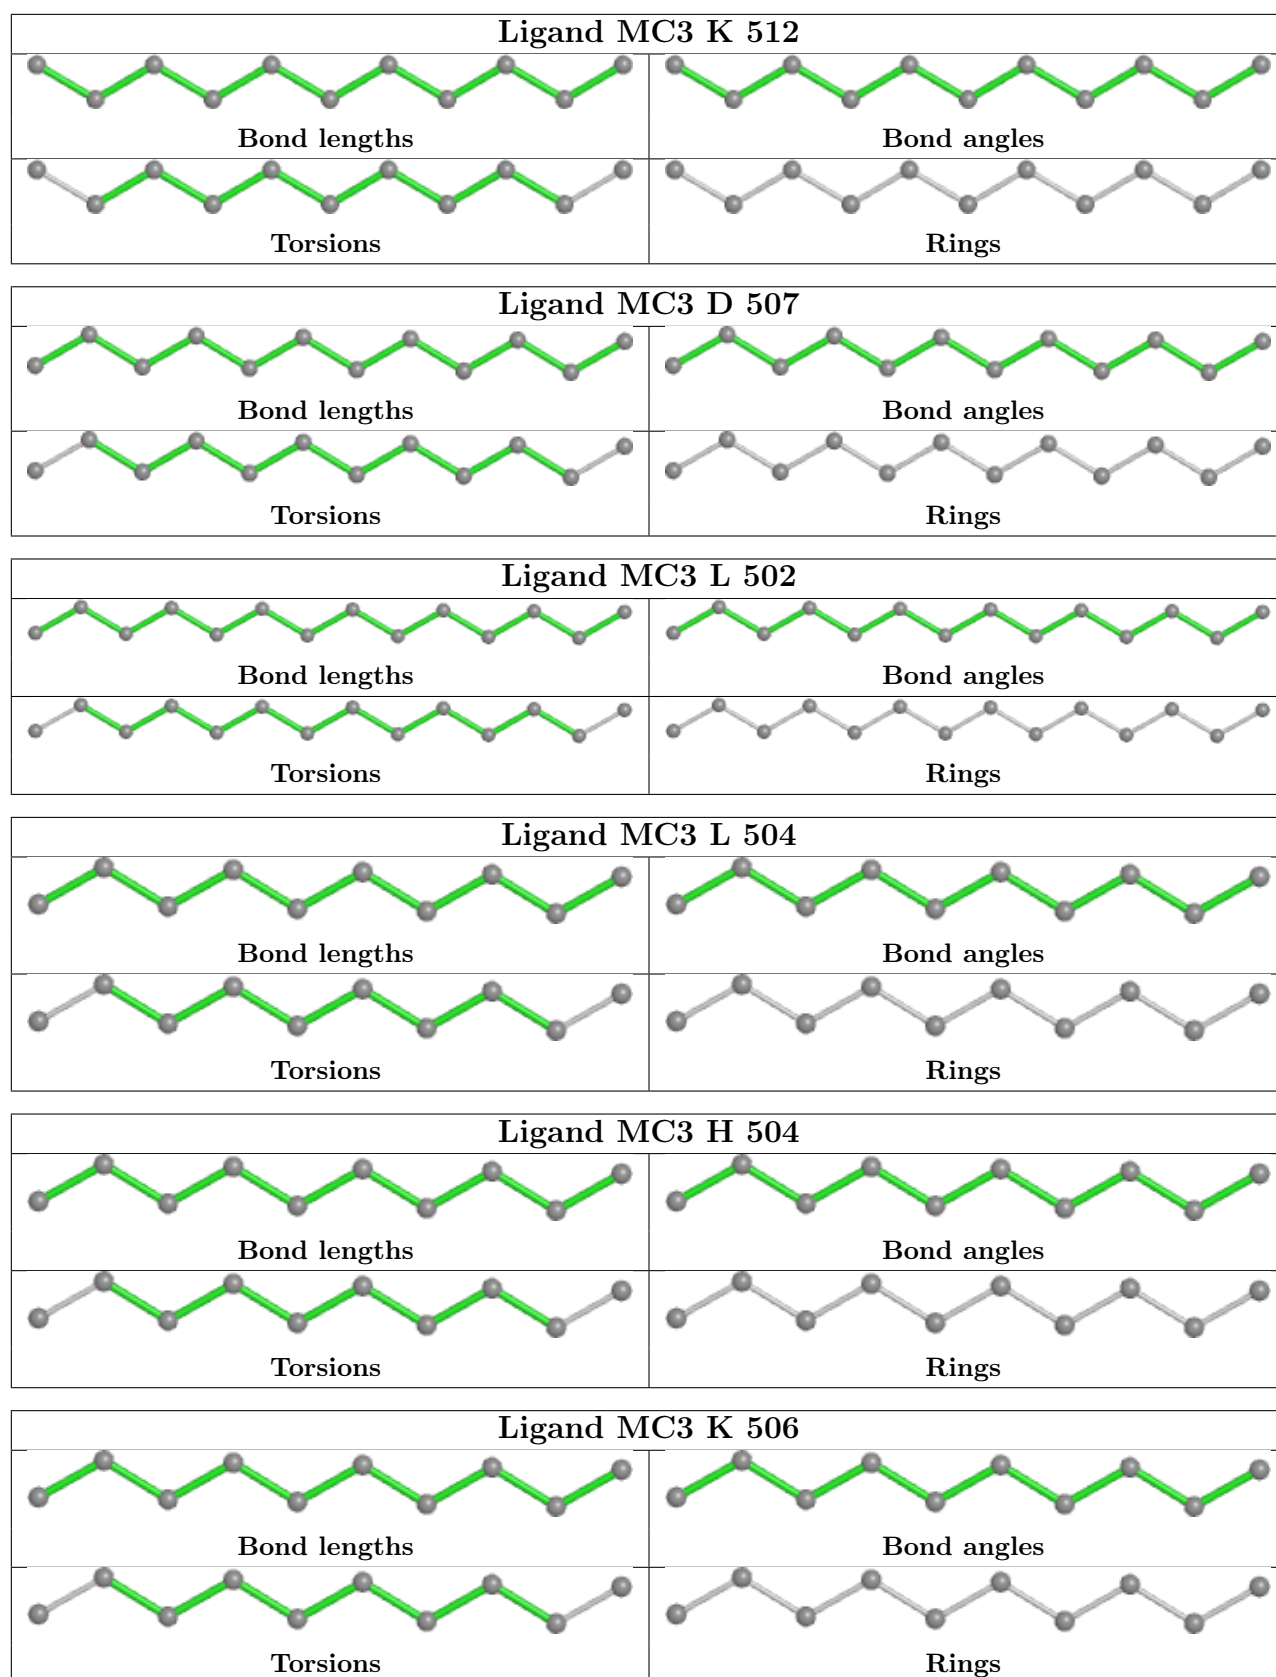 Ligand MC3 K 512
Bond lengths Bond angles
Torsions Rings
Ligand MC3 D 507
Bond lengths Bond angles
Torsions Rings
Ligand MC3 L 502
Bond lengths Bond angles
Torsions Rings
Ligand MC3 L 504
Bond lengths Bond angles
Torsions Rings
Ligand MC3 H 504
Bond lengths Bond angles
Torsions Rings
Ligand MC3 K 506
Bond lengths Bond angles
Torsions Rings